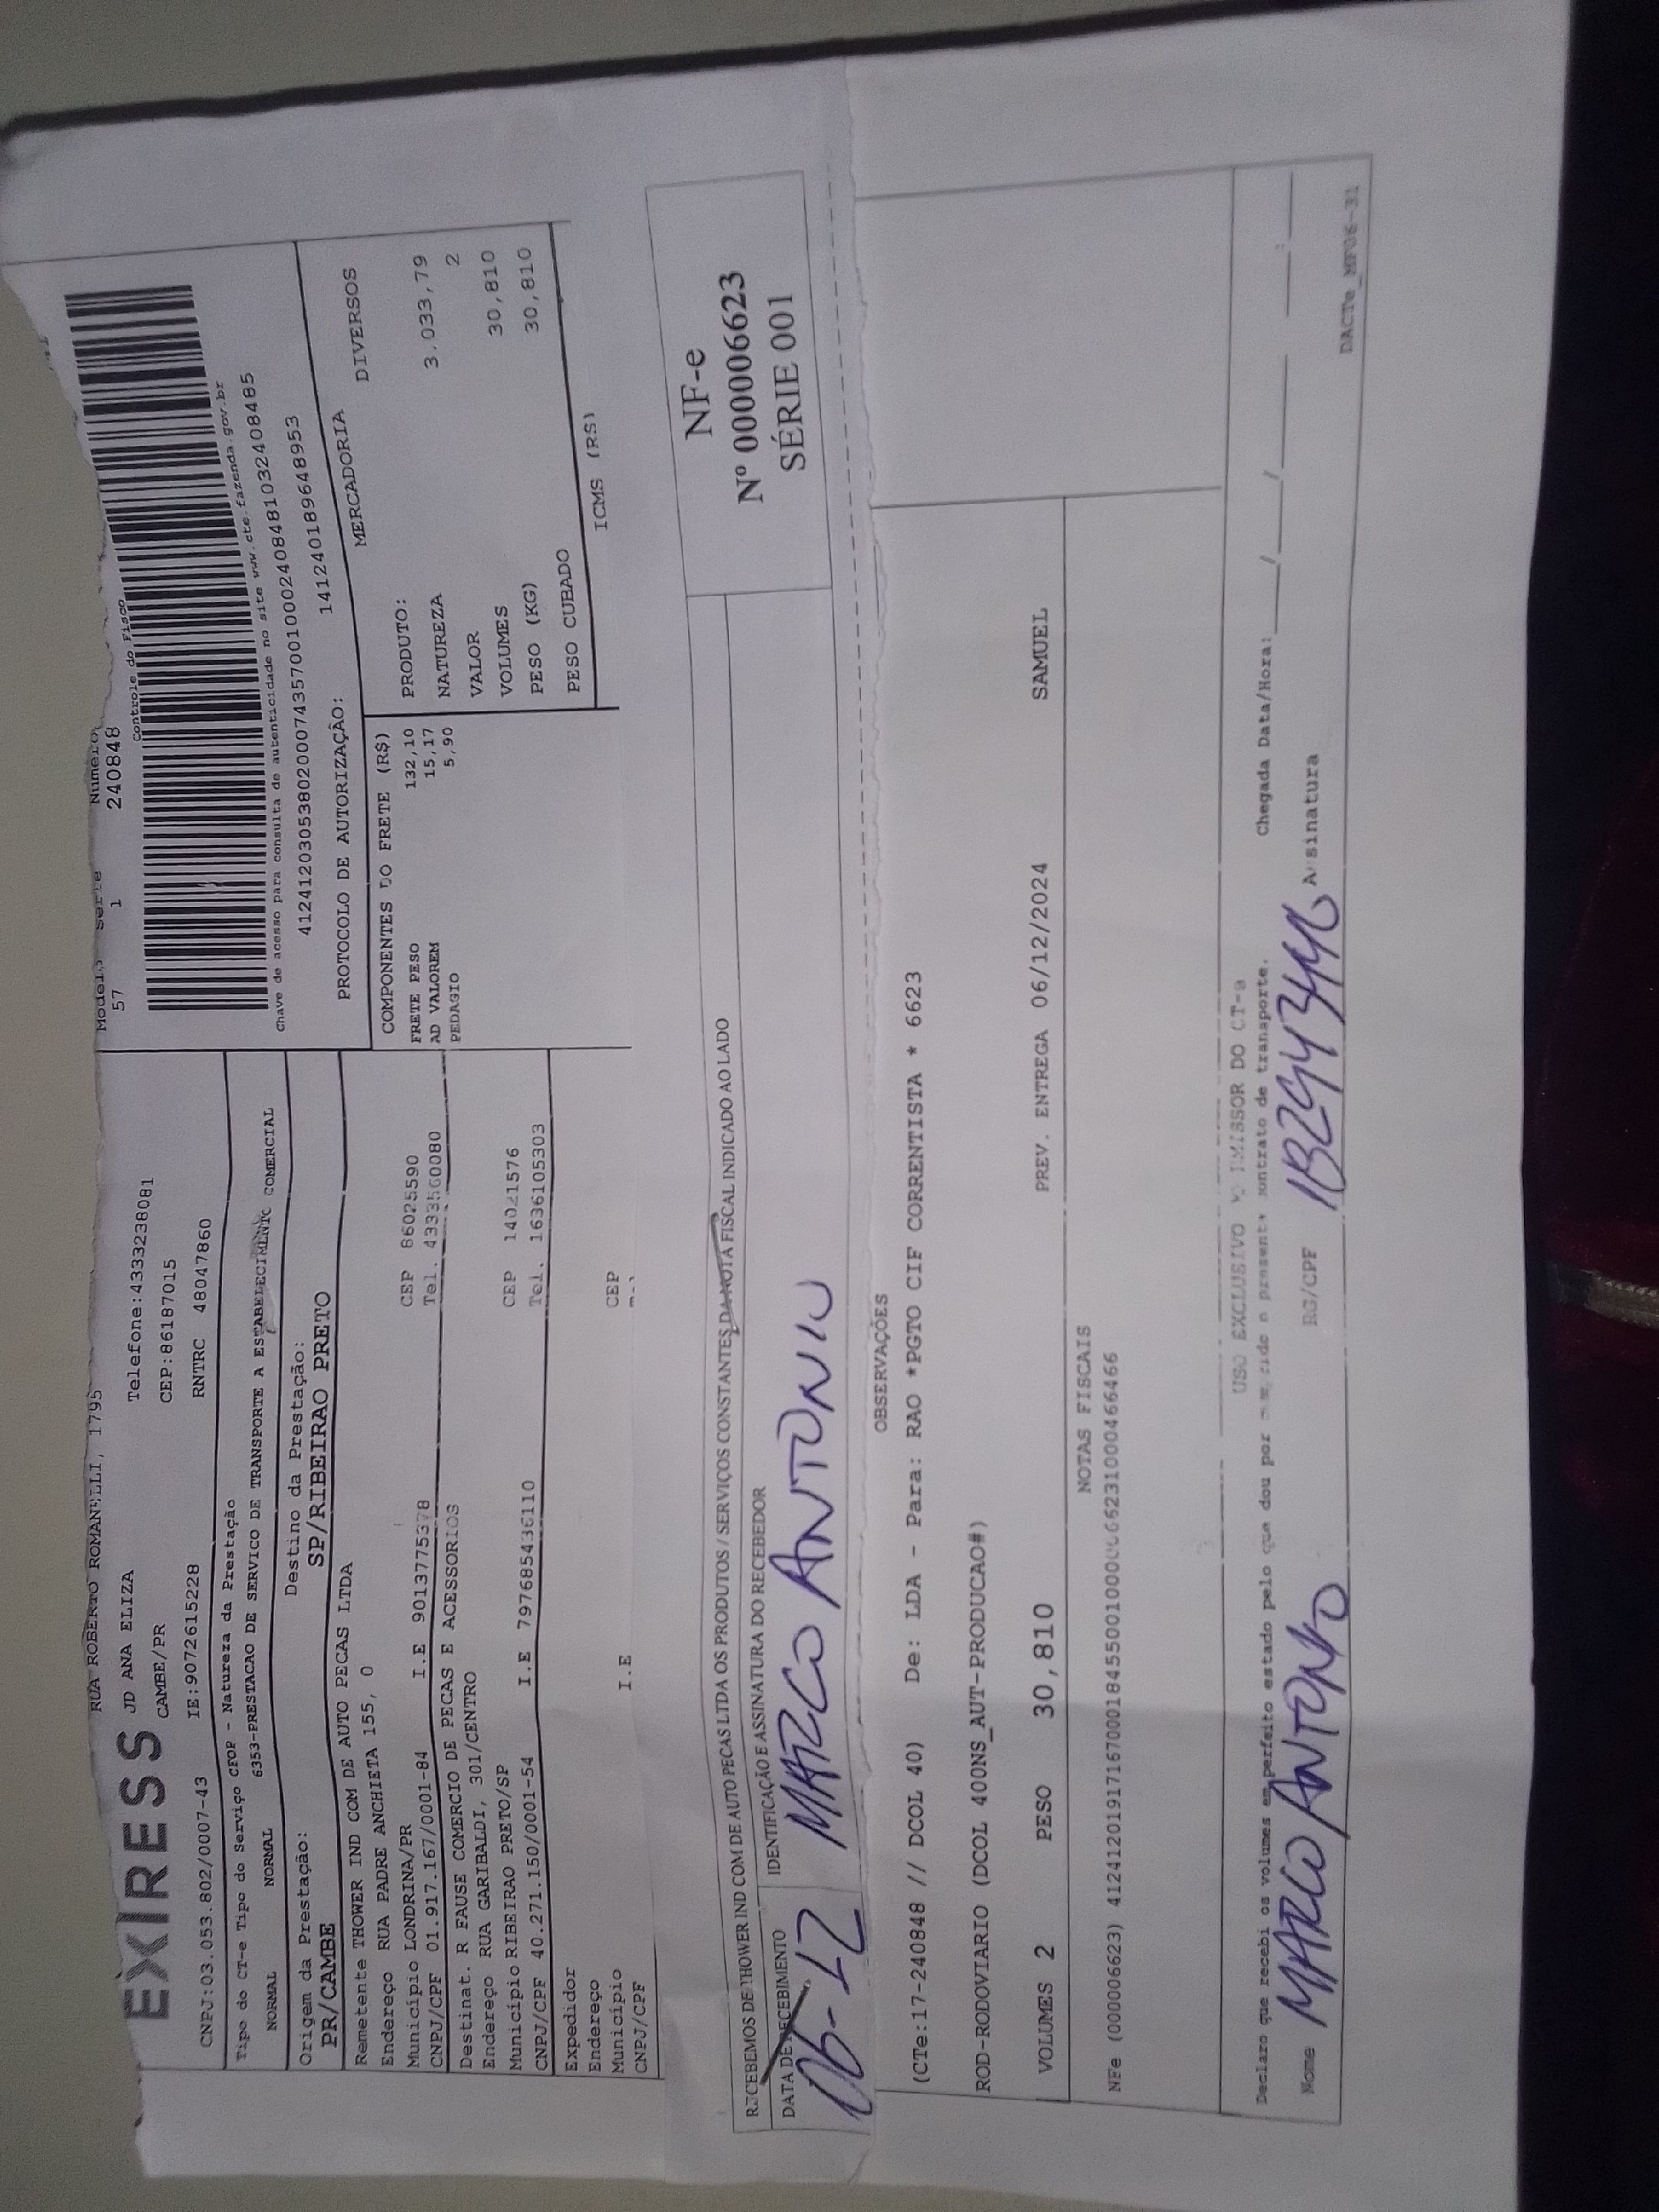 RUA ROBERTO ROMANELLI, 1795
EXPRESS
JD ANA ELIZA Telefone:4333238081
CAMBE/PR CEP:86187015
CNPJ:03.053.802/0007-43 IE:9072615228 RNTRC 48047860
Tipo do CT-e Tipo do Serviço CFOP - Natureza da Prestação
NORMAL NORMAL 6353-PRESTACAO DE SERVICO DE TRANSPORTE A ESTABELECIMENTO COMERCIAL
Origem da Prestação: Destino da Prestação:
PR/CAMBE SP/RIBEIRAO PRETO
Remetente THOWER IND COM DE AUTO PECAS LTDA
Endereço RUA PADRE ANCHIETA 155, 0 CEP 86025590
Município LONDRINA/PR Tel. 4333560080
CNPJ/CPF 01.917.167/0001-84 I.E 9013775378
Destinat. R FAUSE COMERCIO DE PECAS E ACESSORIOS
Endereço RUA GARIBALDI, 301/CENTRO CEP 14021576
Município RIBEIRAO PRETO/SP Tel. 1636105303
CNPJ/CPF 40.271.150/0001-54 I.E 797685436110
Expedidor
Endereço CEP
Município
CNPJ/CPF I.E
Modelo Serie Número
57 1 240848
Controle do Fisco
Chave de acesso para consulta de autenticidade no site www.cte.fazenda.gov.br
41241203053802000743570010002408481032408485
PROTOCOLO DE AUTORIZAÇÃO: 141240189648953
COMPONENTES DO FRETE (R$)
FRETE PESO 132,10
AD VALOREM 15,17
PEDAGIO 5,90
MERCADORIA
PRODUTO: DIVERSOS
NATUREZA
VALOR 3.033,79
VOLUMES 2
PESO (KG) 30,810
PESO CUBADO 30,810
ICMS (R$)
RECEBEMOS DE THOWER IND COM DE AUTO PECAS LTDA OS PRODUTOS / SERVIÇOS CONSTANTES DA NOTA FISCAL INDICADO AO LADO
DATA DE RECEBIMENTO IDENTIFICAÇÃO E ASSINATURA DO RECEBEDOR
06-12 MARCO ANTONIO
NF-e
Nº 000006623
SÉRIE 001
OBSERVAÇÕES
(CTe:17-240848 // DCOL 40) De: LDA - Para: RAO *PGTO CIF CORRENTISTA * 6623
ROD-RODOVIARIO (DCOL 400NS_AUT-PRODUCAO#)
VOLUMES 2 PESO 30,810 PREV. ENTREGA 06/12/2024 SAMUEL
NOTAS FISCAIS
NFe (000006623) 41241201917167000184550010000066231000466466
USO EXCLUSIVO DO EMISSOR DO CT-e
Declaro que recebi os volumes em perfeito estado pelo que dou por cumprido o presente contrato de transporte. Chegada Data/Hora:___/___/___ ___:___
Nome MARCO ANTONIO RG/CPF Assinatura
DACTe_MF06-31